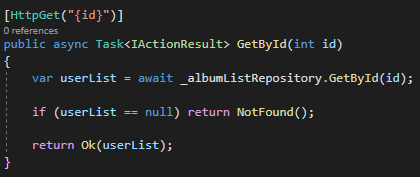 [HttpGet("{id}")]
0 references
public async Task<IActionResult> GetById(int id)
{
var userList = await _albumListRepository.GetById(id);
if (userList == null) return NotFound();
return Ok(userList);
}